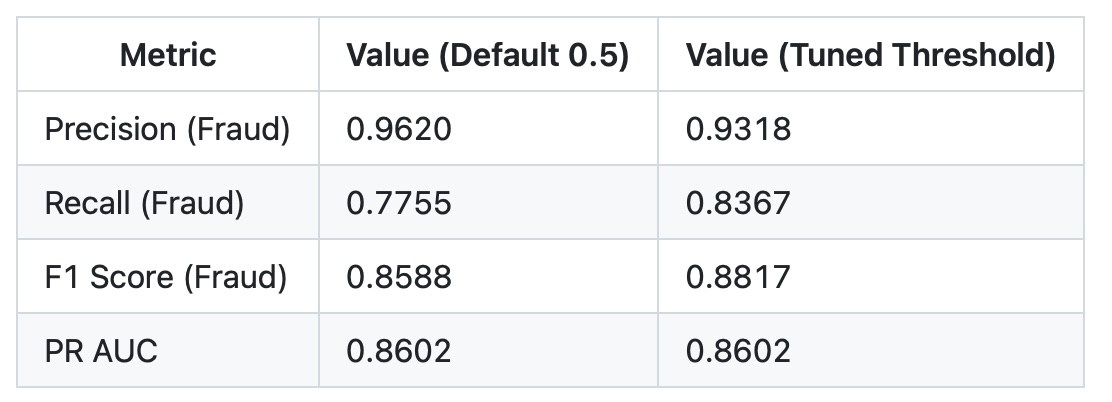 Metric Value (Default 0.5) Value (Tuned Threshold)
Precision (Fraud) 0.9620 0.9318
Recall (Fraud) 0.7755 0.8367
F1 Score (Fraud) 0.8588 0.8817
PR AUC 0.8602 0.8602